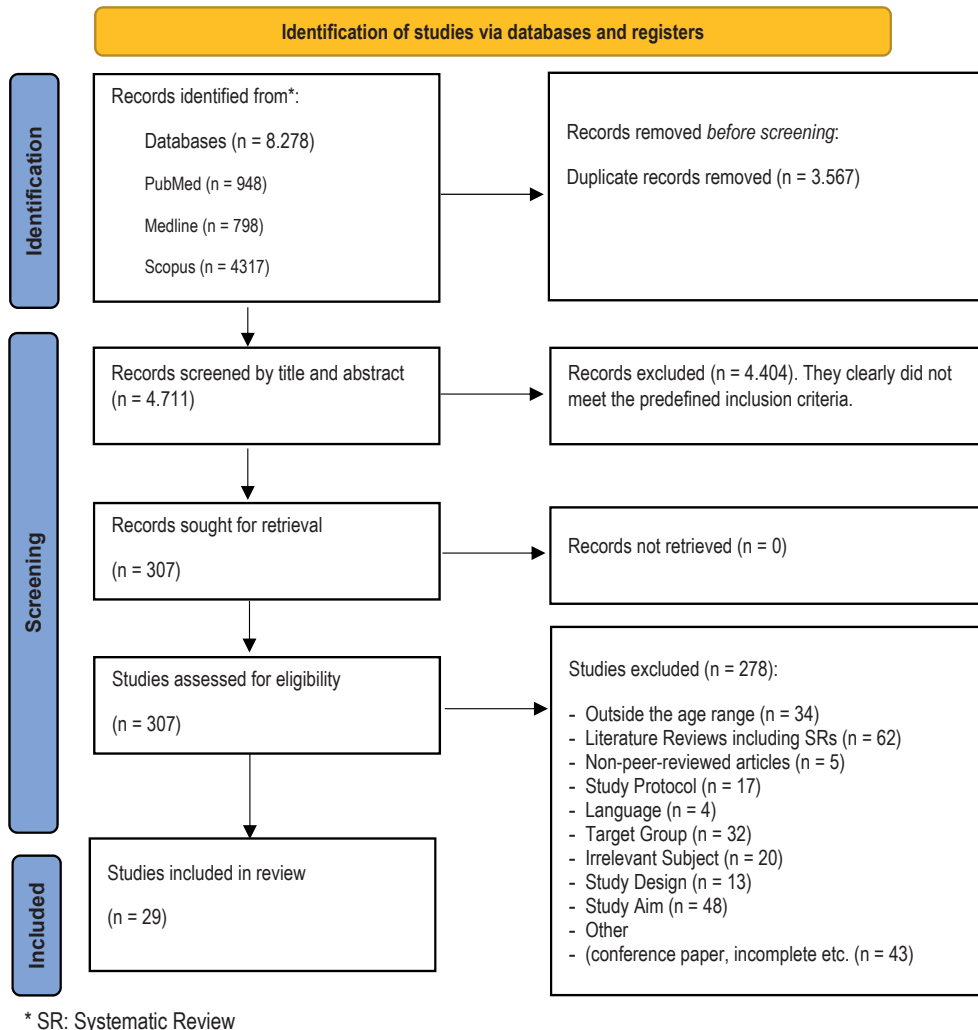 Identification of studies via databases and registers
Identification
Records identified from*:
Databases (n = 8.278)
PubMed (n = 948)
Medline (n = 798)
Scopus (n = 4317)
Records removed before screening:
Duplicate records removed (n = 3.567)
Screening
Records screened by title and abstract
(n = 4.711)
Records excluded (n = 4.404). They clearly did
not meet the predefined inclusion criteria.
Records sought for retrieval
(n = 307)
Records not retrieved (n = 0)
Studies assessed for eligibility
(n = 307)
Studies excluded (n = 278):
- Outside the age range (n = 34)
- Literature Reviews including SRs (n = 62)
- Non-peer-reviewed articles (n = 5)
- Study Protocol (n = 17)
- Language (n = 4)
- Target Group (n = 32)
- Irrelevant Subject (n = 20)
- Study Design (n = 13)
- Study Aim (n = 48)
- Other
- (conference paper, incomplete etc. (n = 43)
Included
Studies included in review
(n = 29)
* SR: Systematic Review